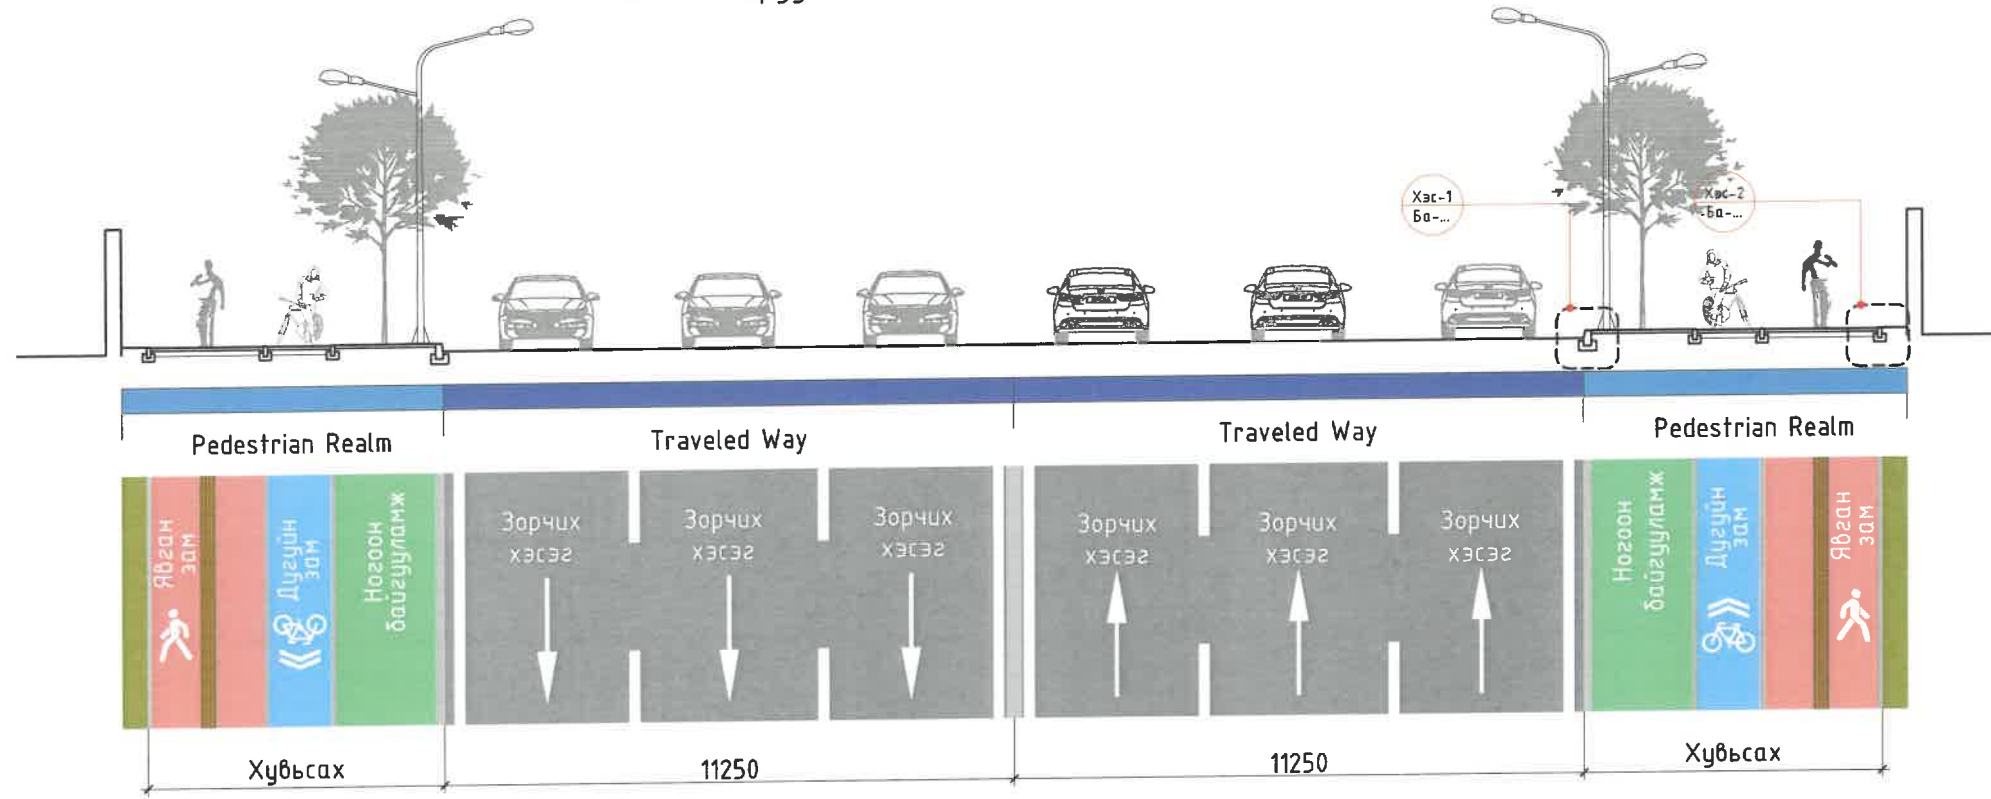 Хэс-1
Ба-...
Хэс-2
Ба-...
Pedestrian Realm
Traveled Way
Traveled Way
Pedestrian Realm
Явган
зам
Дугуйн
зам
Ногоон
байгууламж
Зорчих
хэсэг
Зорчих
хэсэг
Зорчих
хэсэг
Зорчих
хэсэг
Зорчих
хэсэг
Зорчих
хэсэг
Ногоон
байгууламж
Дугуйн
зам
Явган
зам
Хувьсах
11250
11250
Хувьсах